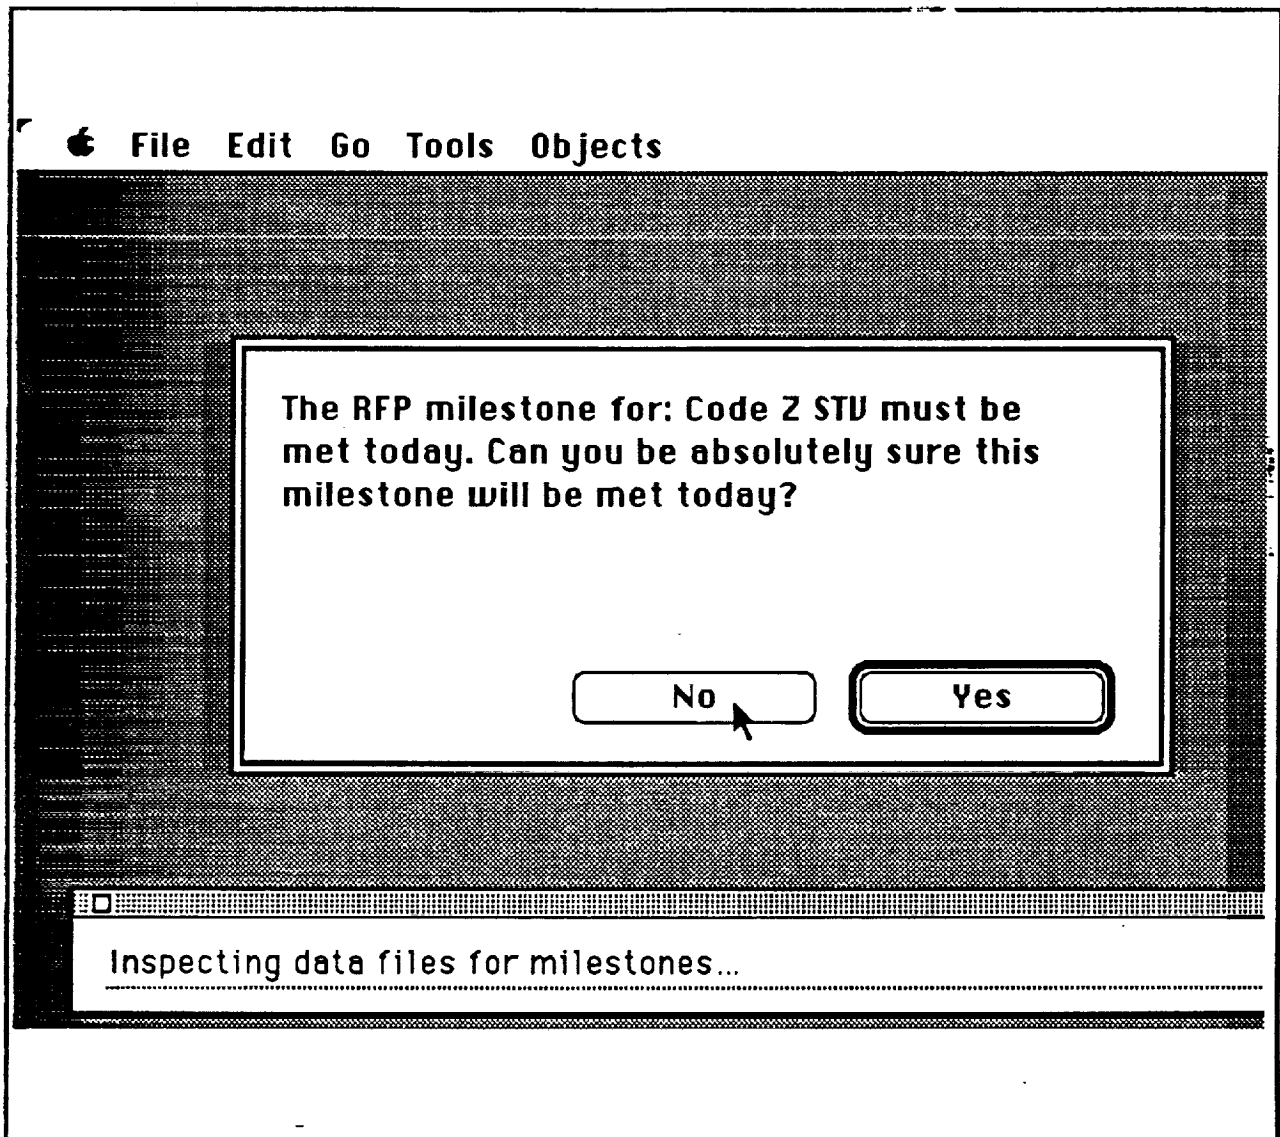 File Edit Go Tools Objects
The RFP milestone for: Code Z STV must be
met today. Can you be absolutely sure this
milestone will be met today?
No Yes
Inspecting data files for milestones...